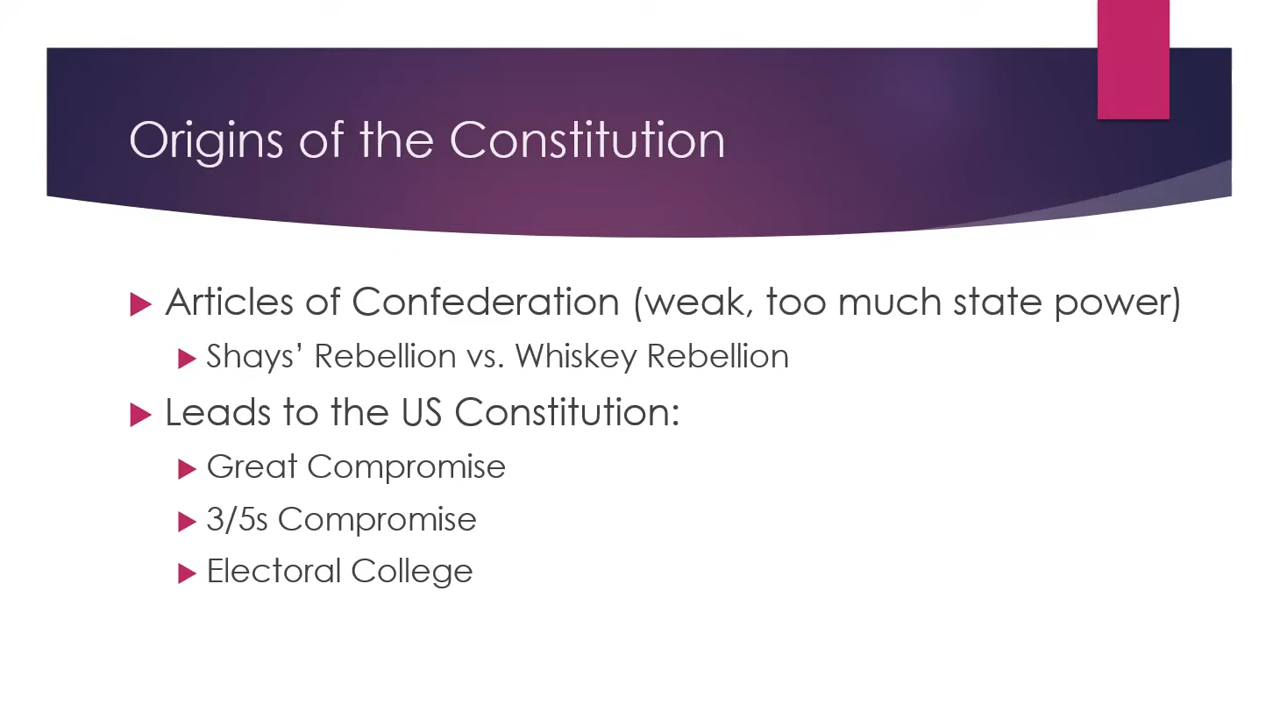 Origins of the Constitution
Articles of Confederation (weak, too much state power)
Shays’ Rebellion vs. Whiskey Rebellion
Leads to the US Constitution:
Great Compromise
3/5s Compromise
Electoral College